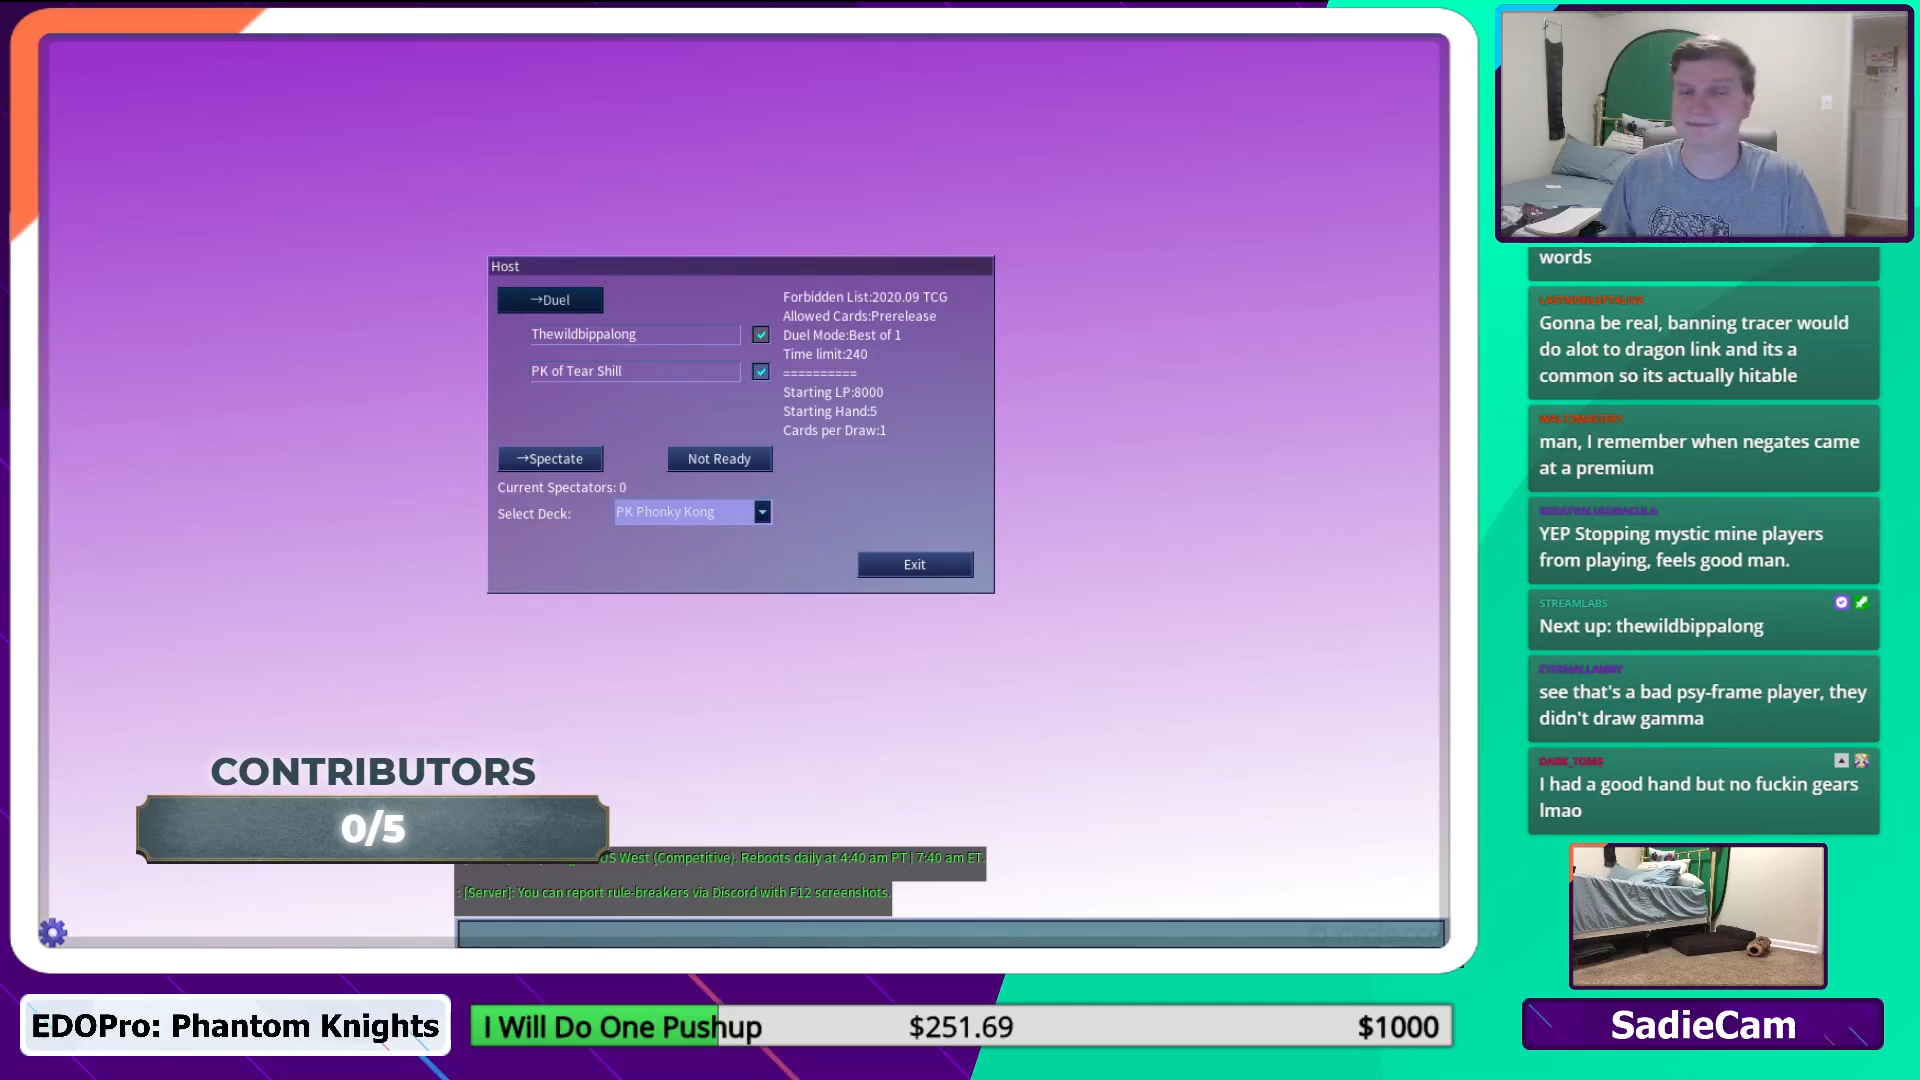 Host
→Duel
Thewildbippalong
PK of Tear Shill
Forbidden List:2020.09 TCG
Allowed Cards:Prerelease
Duel Mode:Best of 1
Time limit:240
==========
Starting LP:8000
Starting Hand:5
Cards per Draw:1
→Spectate
Not Ready
Current Spectators: 0
Select Deck:
PK Phonky Kong
Exit
CONTRIBUTORS
0/5
US West (Competitive). Reboots daily at 4:40 am PT | 7:40 am ET.
: [Server]: You can report rule-breakers via Discord with F12 screenshots.
words
Gonna be real, banning tracer would
do alot to dragon link and its a
common so its actually hitable
WALTZMASTER1
man, I remember when negates came
at a premium
YEP Stopping mystic mine players
from playing, feels good man.
STREAMLABS
Next up: thewildbippalong
see that's a bad psy-frame player, they
didn't draw gamma
DANK_TOME
I had a good hand but no fuckin gears
lmao
EDOPro: Phantom Knights
I Will Do One Pushup
$251.69
$1000
SadieCam